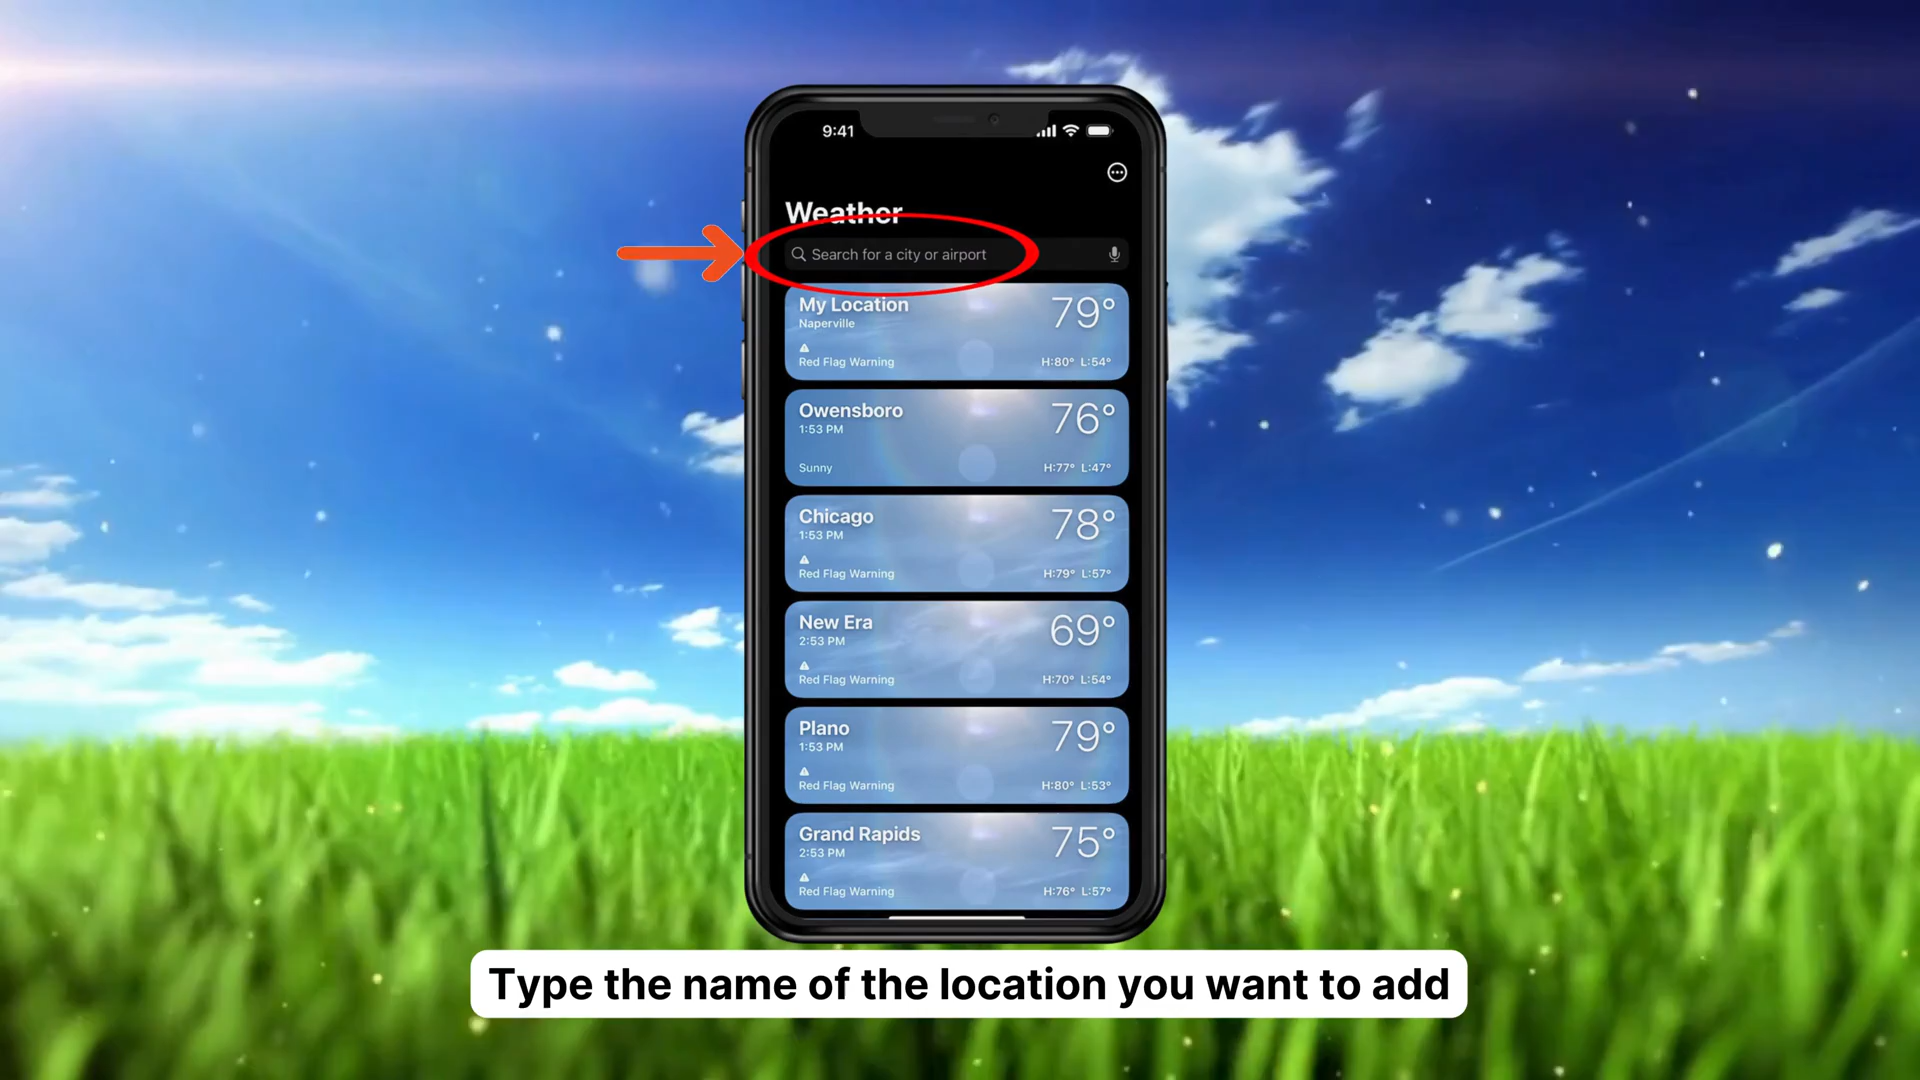 9:41
Weather
Search for a city or airport
My Location 79°
Naperville
Red Flag Warning H:80° L:54°
Owensboro 76°
1:53 PM
Sunny H:77° L:47°
Chicago 78°
1:53 PM
Red Flag Warning H:79° L:57°
New Era 69°
2:53 PM
Red Flag Warning H:70° L:54°
Plano 79°
1:53 PM
Red Flag Warning H:80° L:53°
Grand Rapids 75°
2:53 PM
Red Flag Warning H:76° L:57°
Type the name of the location you want to add